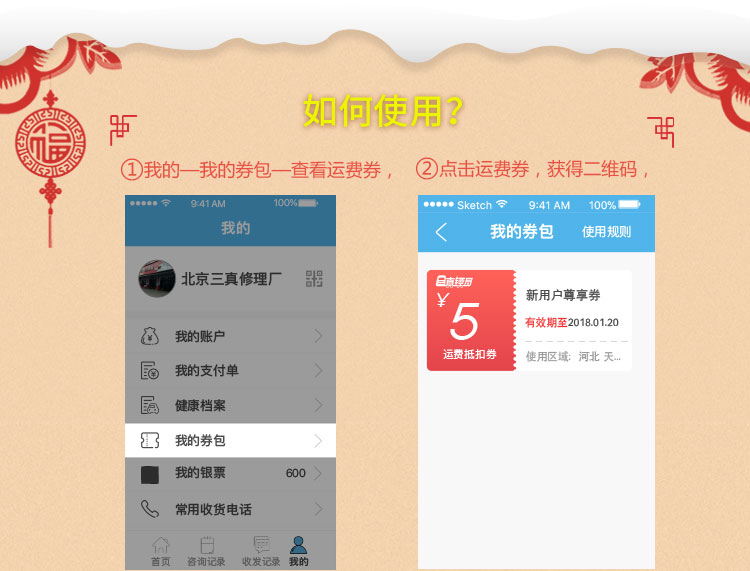 如何使用？
福
①我的—我的券包—查看运费券，
②点击运费券，获得二维码，
9:41 AM 100%
我的
北京三真修理厂
我的账户
我的支付单
健康档案
我的券包
我的银票 600
常用收货电话
首页 咨询记录 收发记录 我的
Sketch 9:41 AM 100%
我的券包 使用规则
¥
5
运费抵扣券
新用户尊享券
有效期至2018.01.20
使用区域: 河北 天...